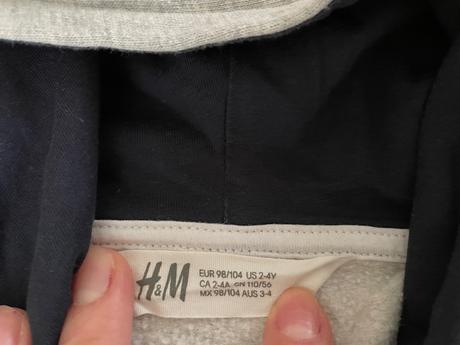 H&M
EUR 98/104 US 2-4Y
CA 2-4A CN 110/56
MX 98/104 AUS 3-4